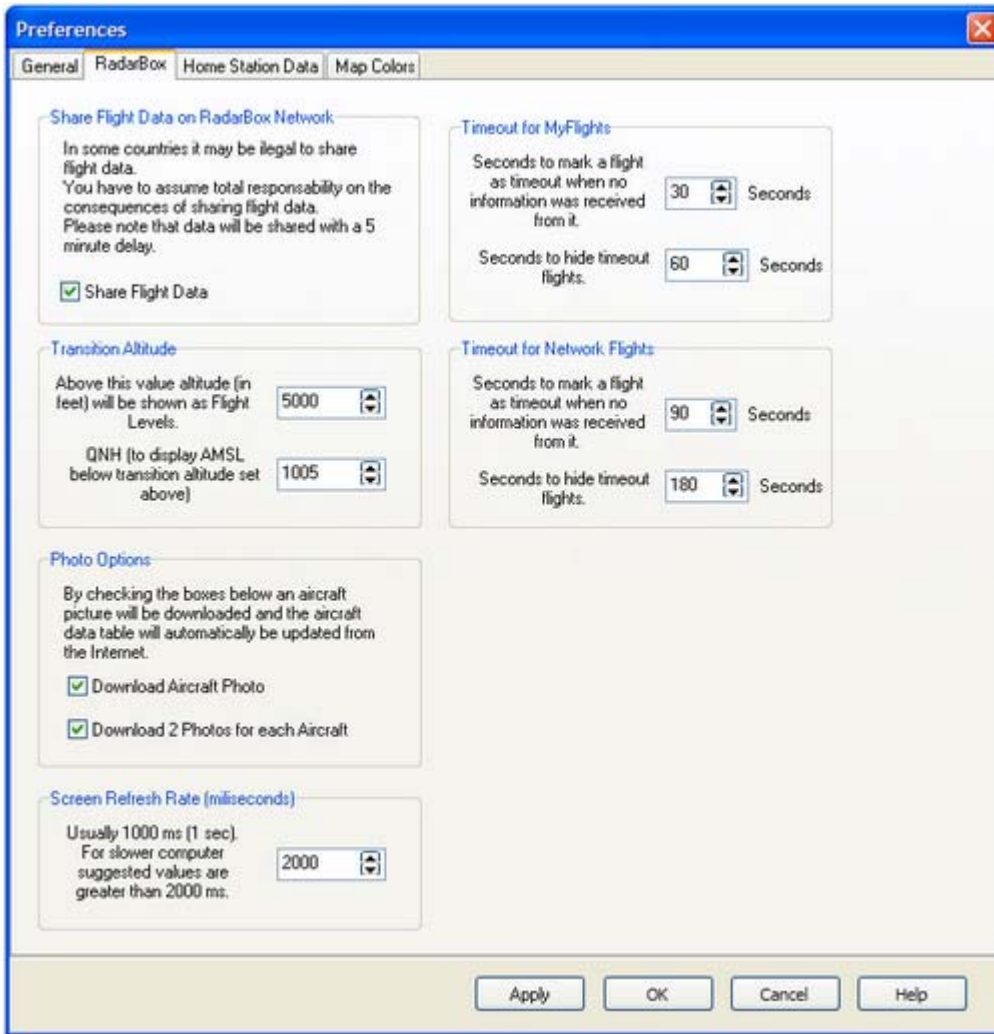 Preferences
General RadarBox Home Station Data Map Colors
Share Flight Data on RadarBox Network
In some countries it may be ilegal to share
flight data.
You have to assume total responsability on the
consequences of sharing flight data.
Please note that data will be shared with a 5
minute delay.
Share Flight Data
Transition Altitude
Above this value altitude (in
feet) will be shown as Flight
Levels.
5000
QNH (to display AMSL
below transition altitude set
above)
1005
Photo Options
By checking the boxes below an aircraft
picture will be downloaded and the aircraft
data table will automatically be updated from
the Internet.
Download Aircraft Photo
Download 2 Photos for each Aircraft
Screen Refresh Rate (miliseconds)
Usually 1000 ms (1 sec).
For slower computer
suggested values are
greater than 2000 ms.
2000
Timeout for MyFlights
Seconds to mark a flight
as timeout when no
information was received
from it.
30 Seconds
Seconds to hide timeout
flights.
60 Seconds
Timeout for Network Flights
Seconds to mark a flight
as timeout when no
information was received
from it.
90 Seconds
Seconds to hide timeout
flights.
180 Seconds
Apply OK Cancel Help